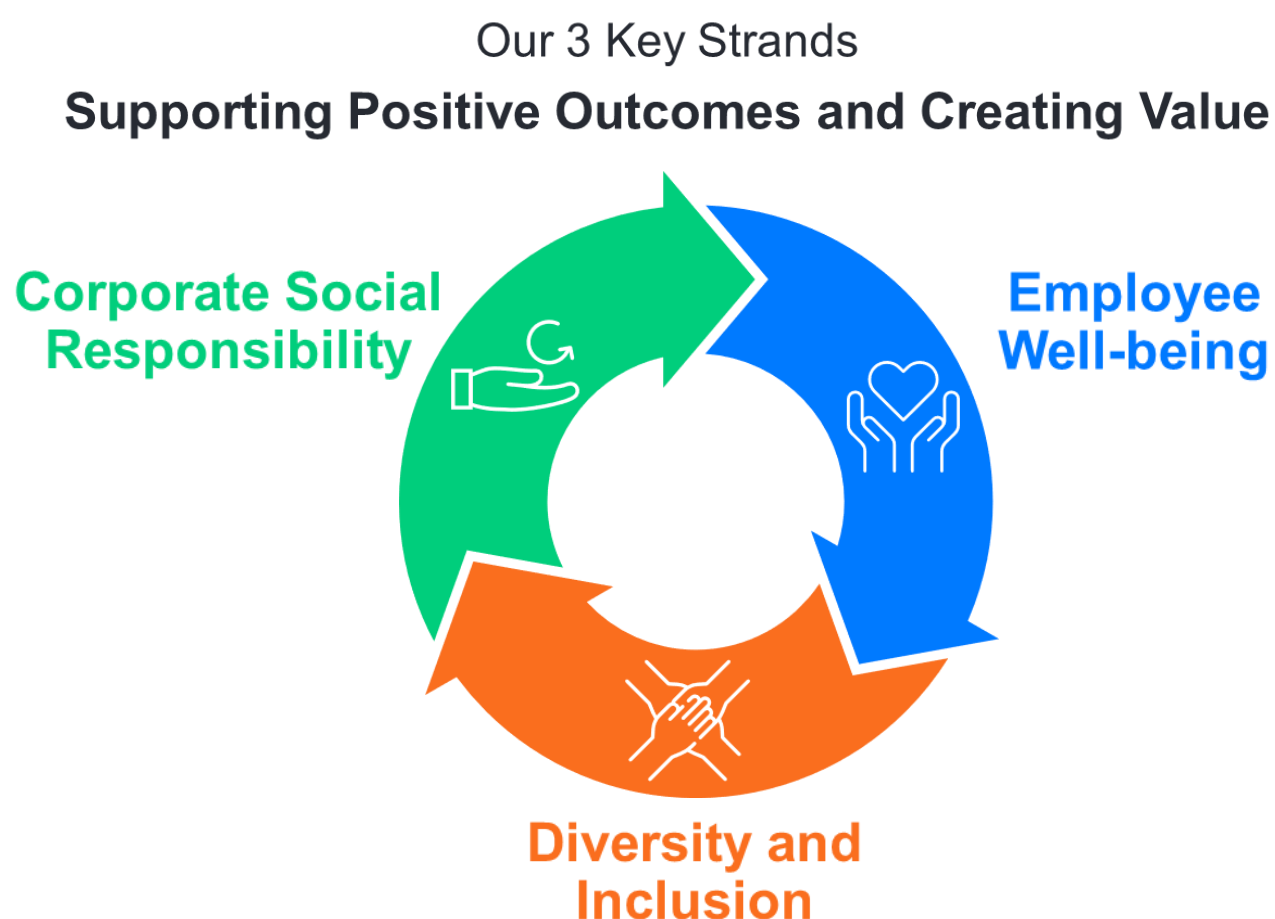 Our 3 Key Strands
Supporting Positive Outcomes and Creating Value
Corporate Social
Responsibility
Employee
Well-being
Diversity and
Inclusion